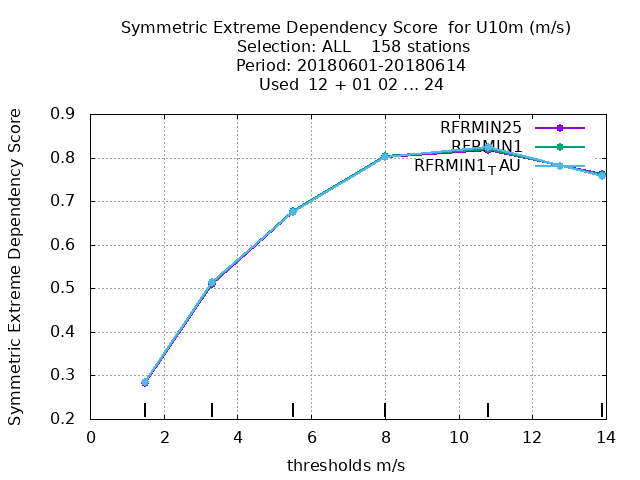 Symmetric Extreme Dependency Score for U10m (m/s)
Selection: ALL 158 stations
Period: 20180601-20180614
Used 12 + 01 02 ... 24
Symmetric Extreme Dependency Score
0.9
0.8
0.7
0.6
0.5
0.4
0.3
0.2
RFRMIN25
RFRMIN1
RFRMIN1TAU
0 2 4 6 8 10 12 14
thresholds m/s